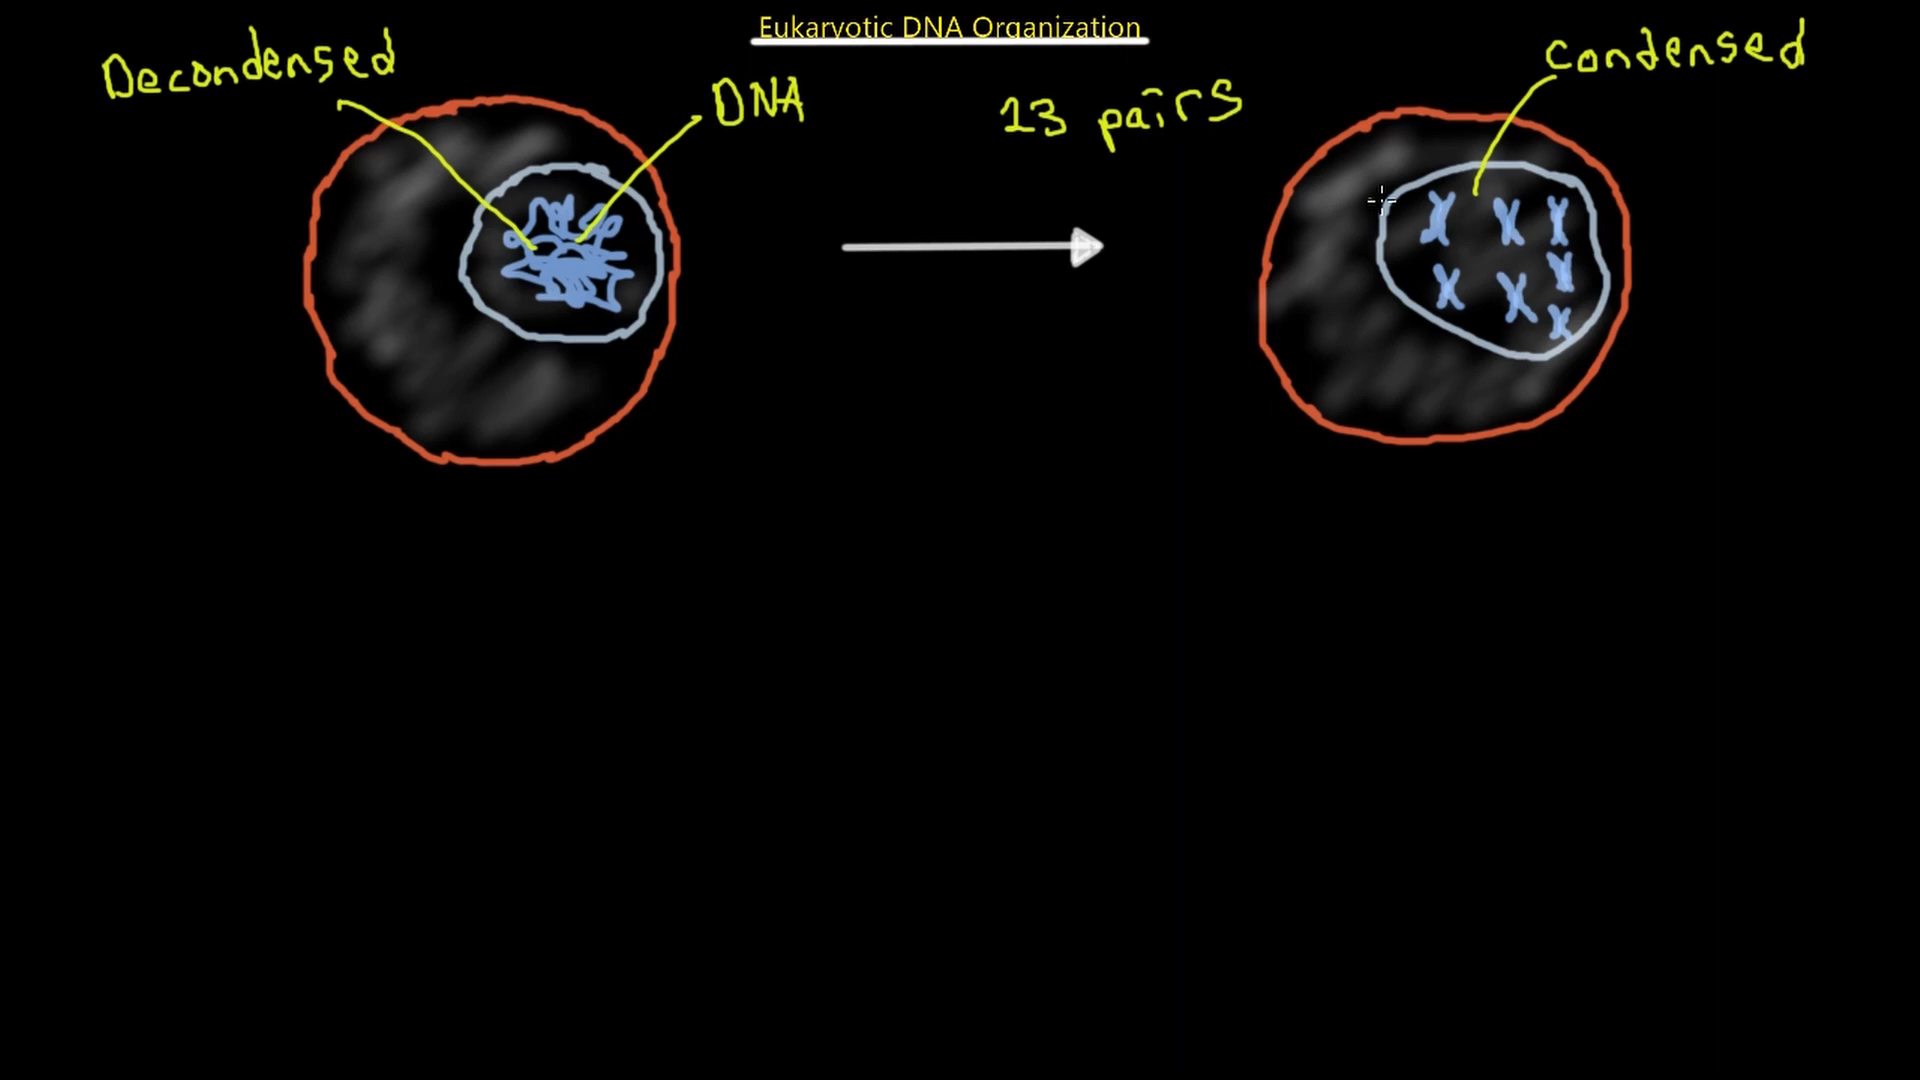 Eukaryotic DNA Organization
Decondensed
DNA
13 pairs
Condensed